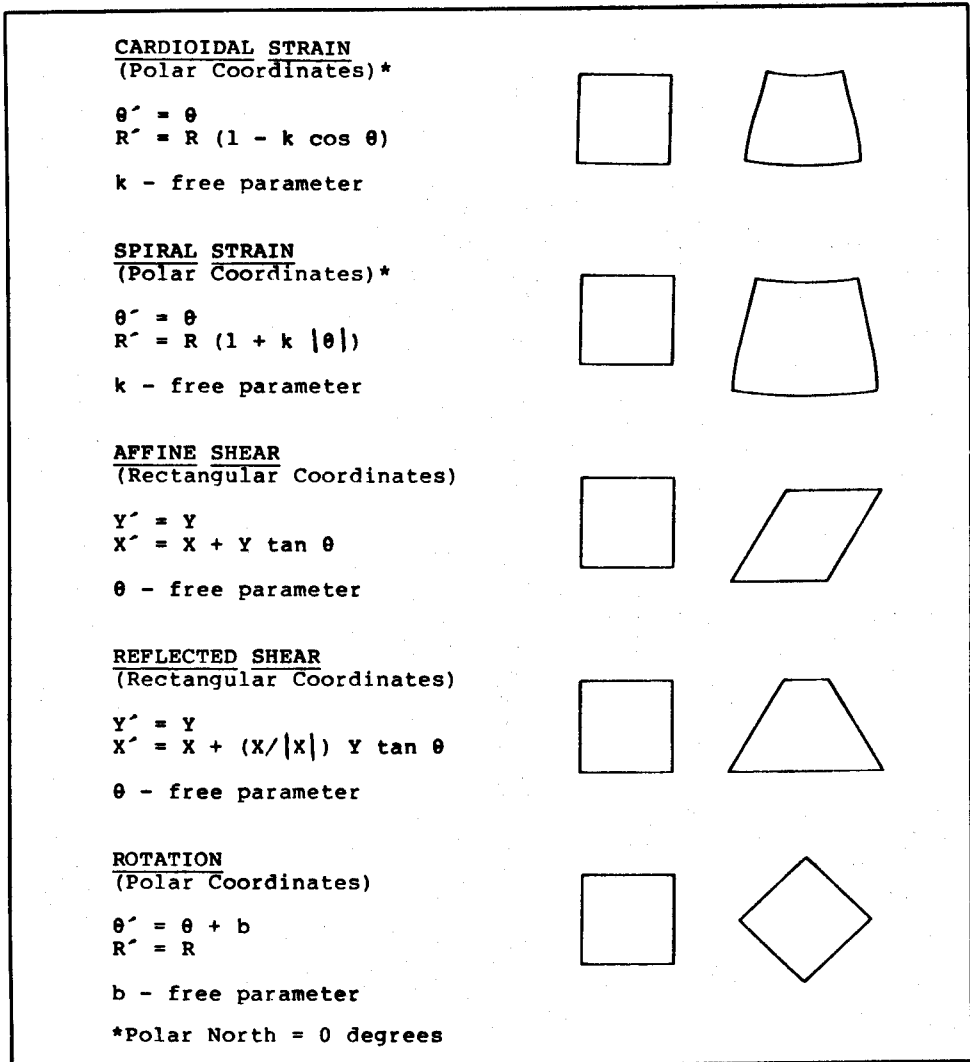 CARDIOIDAL STRAIN
(Polar Coordinates)*
θ´ = θ
R´ = R (1 - k cos θ)
k - free parameter
SPIRAL STRAIN
(Polar Coordinates)*
θ´ = θ
R´ = R (1 + k |θ|)
k - free parameter
AFFINE SHEAR
(Rectangular Coordinates)
Y´ = Y
X´ = X + Y tan θ
θ - free parameter
REFLECTED SHEAR
(Rectangular Coordinates)
Y´ = Y
X´ = X + (X/|X|) Y tan θ
θ - free parameter
ROTATION
(Polar Coordinates)
θ´ = θ + b
R´ = R
b - free parameter
*Polar North = 0 degrees